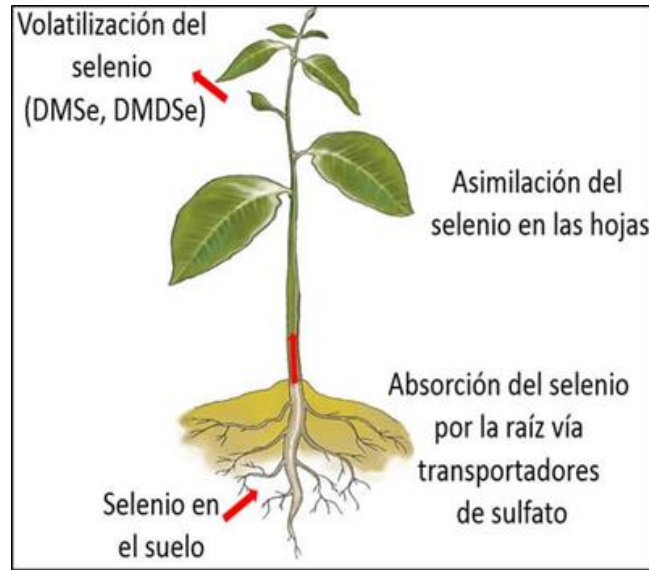 Volatilización del
selenio
(DMSe, DMDSe)
Asimilación del
selenio en las hojas
Absorción del selenio
por la raíz vía
transportadores
de sulfato
Selenio en
el suelo